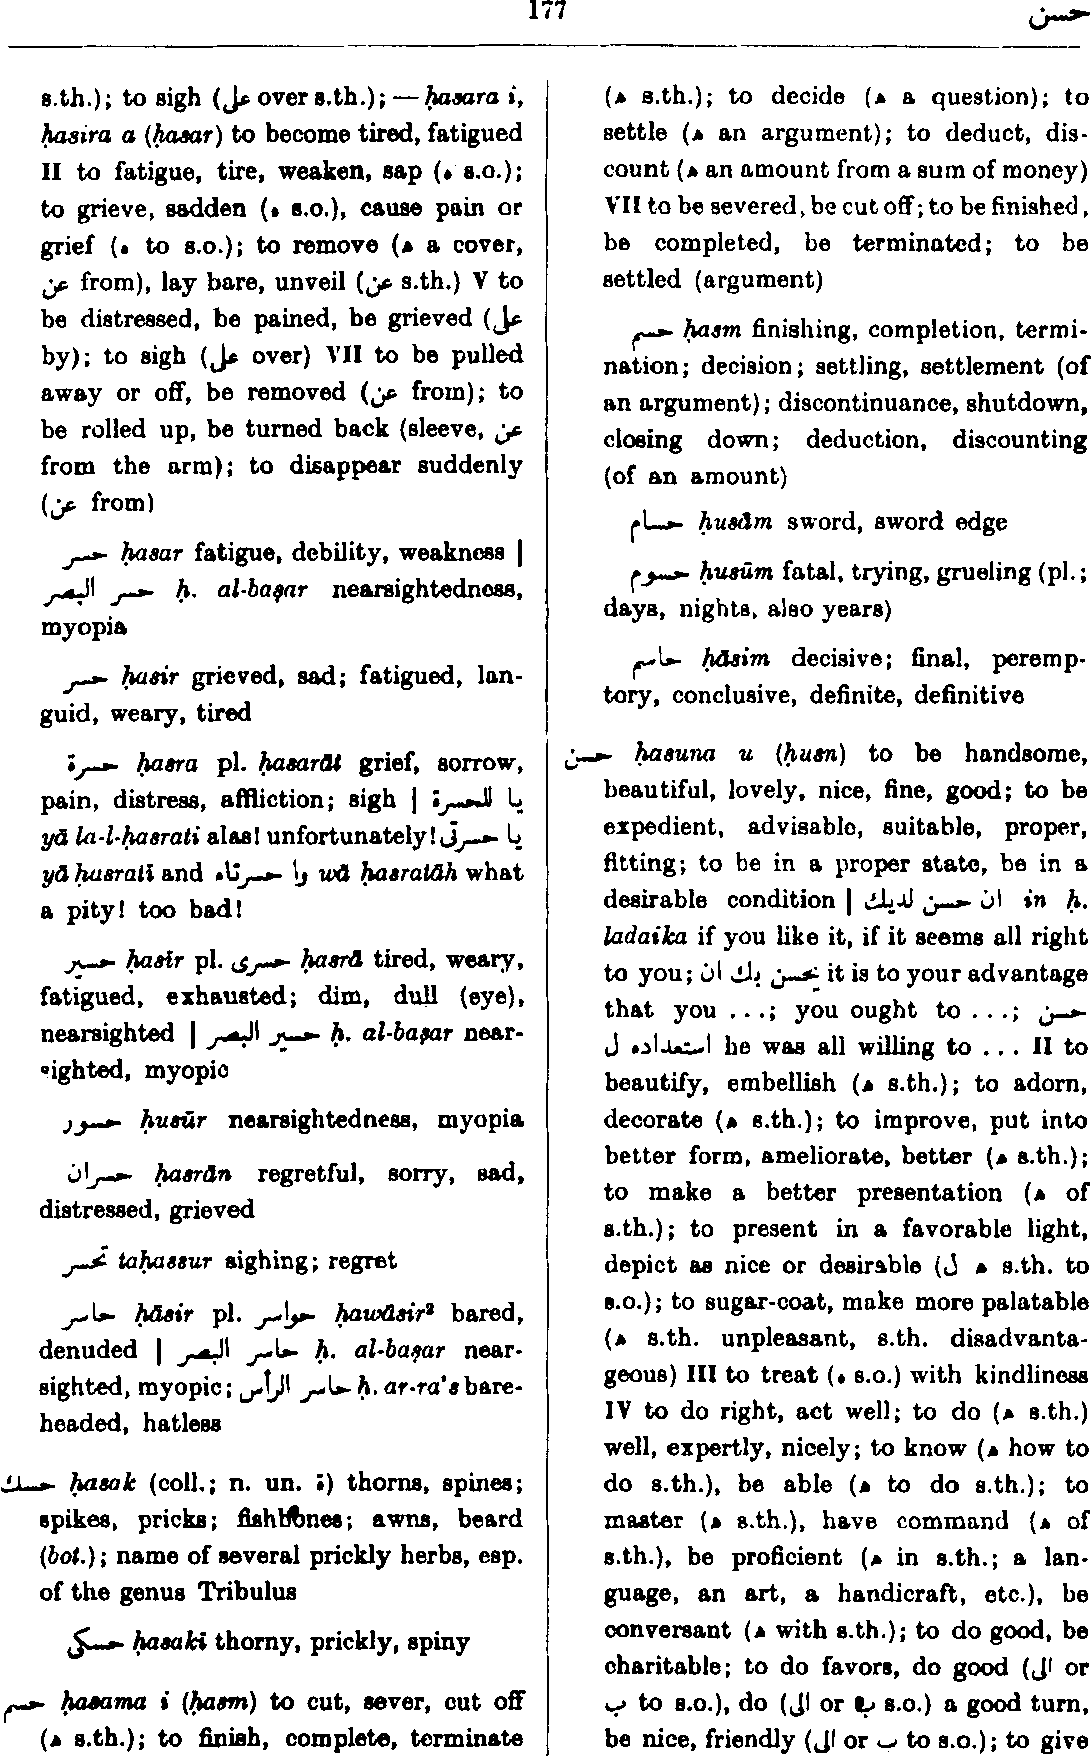 177
حسن
s.th.); to sigh (على over s.th.); — ḥasara i,
ḥasira a (ḥasar) to become tired, fatigued
II to fatigue, tire, weaken, sap (ه s.o.);
to grieve, sadden (ه s.o.), cause pain or
grief (ه to s.o.); to remove (ﻫ a cover,
عن from), lay bare, unveil (عن s.th.) V to
be distressed, be pained, be grieved (على
by); to sigh (على over) VII to be pulled
away or off, be removed (عن from); to
be rolled up, be turned back (sleeve, عن
from the arm); to disappear suddenly
(عن from)
حسر ḥasar fatigue, debility, weakness |
حسر البصر ḥ. al-baṣar nearsightedness,
myopia
حسر ḥasir grieved, sad; fatigued, lan-
guid, weary, tired
حسرة ḥasra pl. ḥasarāt grief, sorrow,
pain, distress, affliction; sigh | يا للحسرة
yā la-l-ḥasrati alas! unfortunately! يا حسرتى
yā ḥasratī and وا حسرتاه wā ḥasratāh what
a pity! too bad!
حسير ḥasīr pl. حسرى ḥasrā tired, weary,
fatigued, exhausted; dim, dull (eye),
nearsighted | حسير البصر ḥ. al-baṣar near-
sighted, myopic
حسور ḥusūr nearsightedness, myopia
حسران ḥasrān regretful, sorry, sad,
distressed, grieved
تحسر taḥassur sighing; regret
حاسر ḥāsir pl. حواسر ḥawāsir² bared,
denuded | حاسر البصر ḥ. al-baṣar near-
sighted, myopic; حاسر الرأس ḥ. ar-ra's bare-
headed, hatless
حسك ḥasak (coll.; n. un. ة) thorns, spines;
spikes, pricks; fishbones; awns, beard
(bot.); name of several prickly herbs, esp.
of the genus Tribulus
حسكي ḥasakī thorny, prickly, spiny
حسم ḥasama i (ḥasm) to cut, sever, cut off
(ﻫ s.th.); to finish, complete, terminate
(ﻫ s.th.); to decide (ﻫ a question); to
settle (ﻫ an argument); to deduct, dis-
count (ﻫ an amount from a sum of money)
VII to be severed, be cut off; to be finished,
be completed, be terminated; to be
settled (argument)
حسم ḥasm finishing, completion, termi-
nation; decision; settling, settlement (of
an argument); discontinuance, shutdown,
closing down; deduction, discounting
(of an amount)
حسام ḥusām sword, sword edge
حسوم ḥusūm fatal, trying, grueling (pl.;
days, nights, also years)
حاسم ḥāsim decisive; final, peremp-
tory, conclusive, definite, definitive
حسن ḥasuna u (ḥusn) to be handsome,
beautiful, lovely, nice, fine, good; to be
expedient, advisable, suitable, proper,
fitting; to be in a proper state, be in a
desirable condition | ان حسن لديك in ḥ.
ladaika if you like it, if it seems all right
to you; يحسن بك ان it is to your advantage
that you ...; you ought to ...; حسن
استعداده ل he was all willing to ... II to
beautify, embellish (ﻫ s.th.); to adorn,
decorate (ﻫ s.th.); to improve, put into
better form, ameliorate, better (ﻫ s.th.);
to make a better presentation (ﻫ of
s.th.); to present in a favorable light,
depict as nice or desirable (ل ﻫ s.th. to
s.o.); to sugar-coat, make more palatable
(ﻫ s.th. unpleasant, s.th. disadvanta-
geous) III to treat (ه s.o.) with kindliness
IV to do right, act well; to do (ﻫ s.th.)
well, expertly, nicely; to know (ﻫ how to
do s.th.), be able (ﻫ to do s.th.); to
master (ﻫ s.th.), have command (ﻫ of
s.th.), be proficient (ﻫ in s.th.; a lan-
guage, an art, a handicraft, etc.), be
conversant (ﻫ with s.th.); to do good, be
charitable; to do favors, do good (الى or
ب to s.o.), do (الى or ب s.o.) a good turn,
be nice, friendly (الى or ب to s.o.); to give